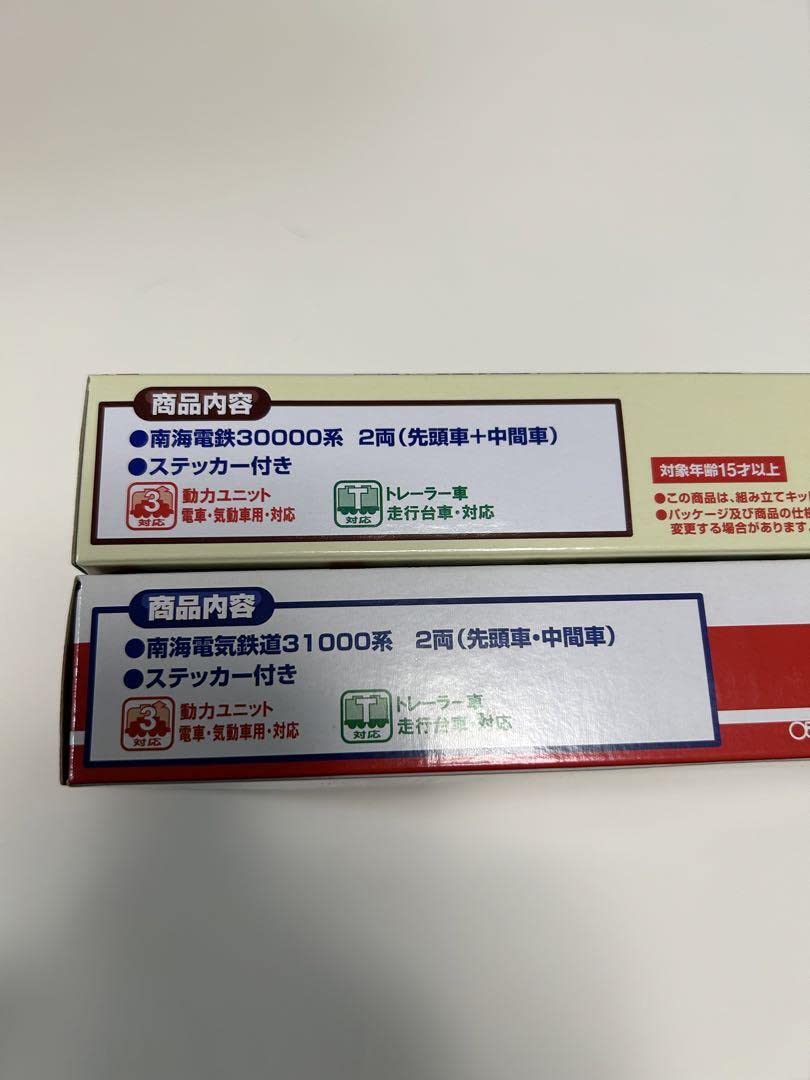 商品内容
●南海電鉄30000系 2両(先頭車+中間車)
●ステッカー付き
3
対応
動力ユニット
電車・気動車用・対応
T
対応
トレーラー車
走行台車・対応
対象年齢15才以上
●この商品は、組み立てキッ
●パッケージ及び商品の仕様
変更する場合があります。
商品内容
●南海電気鉄道31000系 2両(先頭車・中間車)
●ステッカー付き
3
対応
動力ユニット
電車・気動車用・対応
T
対応
トレーラー車
走行台車・対応